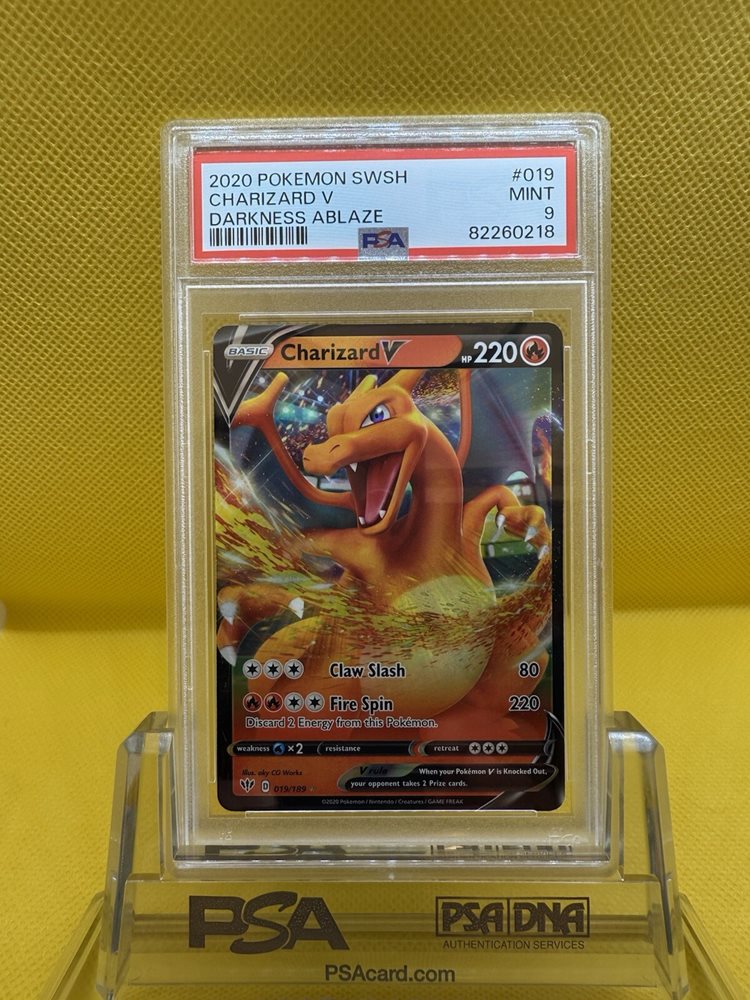 2020 POKEMON SWSH #019
CHARIZARD V MINT
DARKNESS ABLAZE 9
PSA 82260218
BASIC Charizard V HP 220
Claw Slash 80
Fire Spin 220
Discard 2 Energy from this Pokémon.
weakness ×2 resistance retreat
Illus. aky CG Works
V rule When your Pokémon V is Knocked Out,
your opponent takes 2 Prize cards.
D 019/189
©2020 Pokémon / Nintendo / Creatures / GAME FREAK
PSA PSA DNA
AUTHENTICATION SERVICES
PSAcard.com